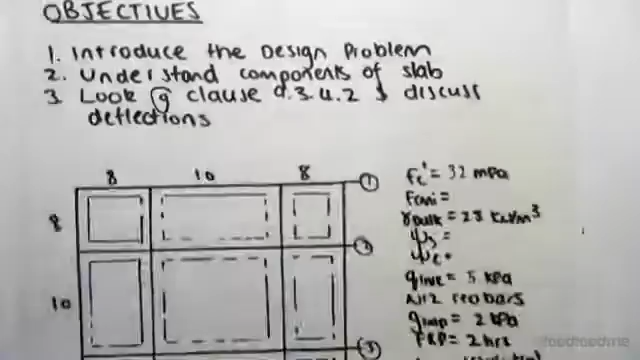 OBJECTIVES
1. Introduce the Design Problem
2. Understand components of slab
3. Look @ clause 9.3.4.2 & discuss
deflections
8 10 8
1
8
2
10
3
fc' = 32 mPa
γbulk = 25 kN/m³
ψs =
ψc =
qlive = 5 kPa
N12 reobars
qimp = 2 kPa
FRP = 2 hrs